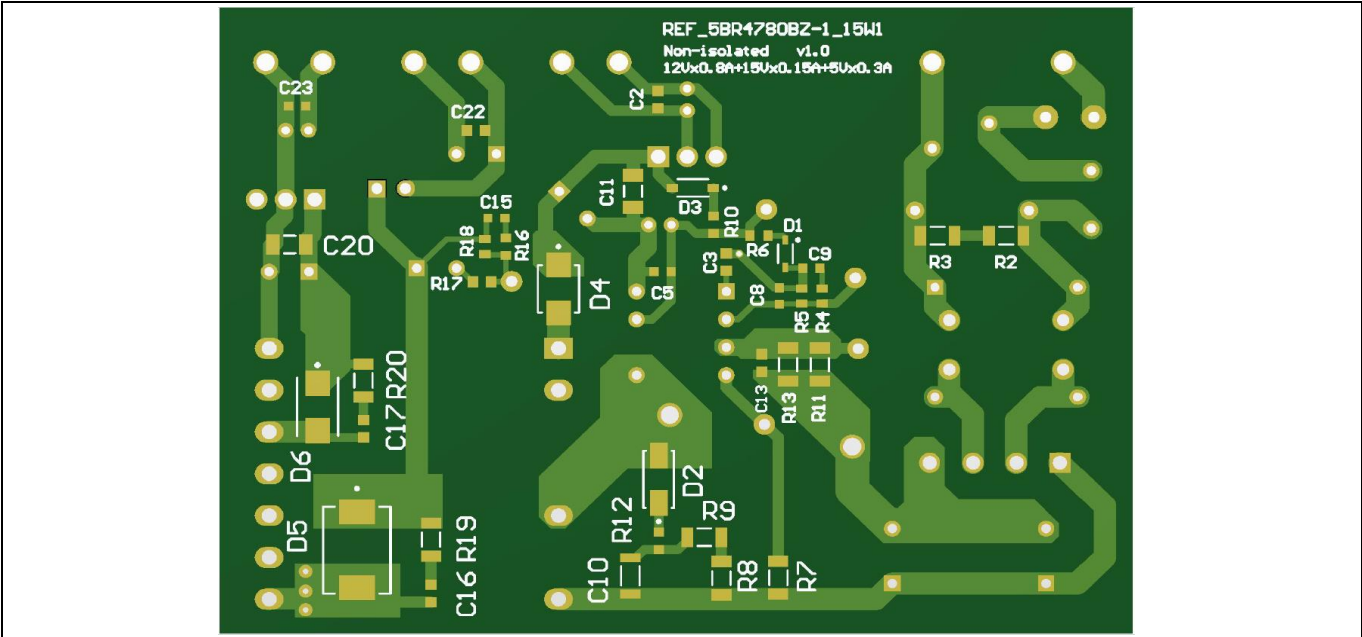 REF_5BR4780BZ-1_15W1
Non-isolated v1.0
12Vx0.8A+15Vx0.15A+5Vx0.3A
C23
C22
C2
C11
D3
R10
C15
R18
R16
R17
C20
D4
C5
C3
R6
D1
C9
C8
R5
R4
R3
R2
R20
C17
D6
C13
R13
R11
D2
R12
R9
D5
R19
C16
C10
R8
R7